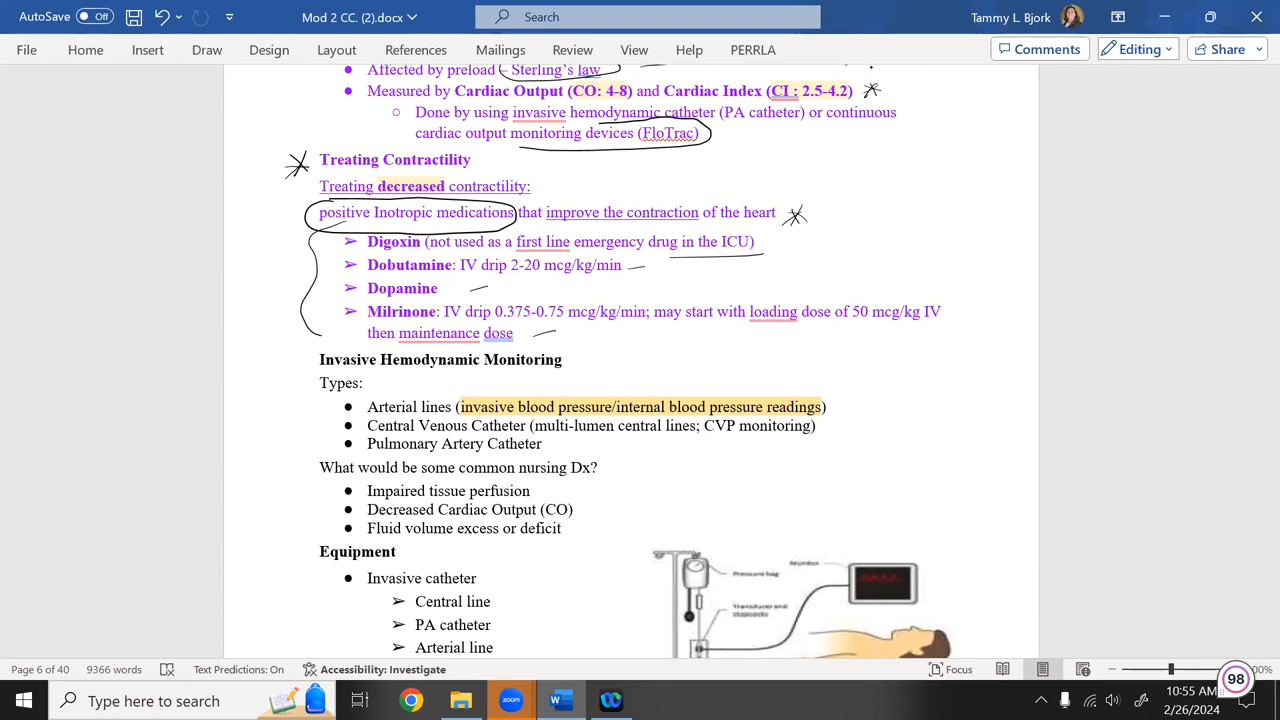 AutoSave Off Mod 2 CC. (2).docx Search Tammy L. Bjork
File Home Insert Draw Design Layout References Mailings Review View Help PERRLA Comments Editing Share
● Affected by preload – Sterling's law
● Measured by Cardiac Output (CO: 4-8) and Cardiac Index (CI : 2.5-4.2)
○ Done by using invasive hemodynamic catheter (PA catheter) or continuous
cardiac output monitoring devices (FloTrac)
Treating Contractility
Treating decreased contractility:
positive Inotropic medications that improve the contraction of the heart
➢ Digoxin (not used as a first line emergency drug in the ICU)
➢ Dobutamine: IV drip 2-20 mcg/kg/min
➢ Dopamine
➢ Milrinone: IV drip 0.375-0.75 mcg/kg/min; may start with loading dose of 50 mcg/kg IV
then maintenance dose
Invasive Hemodynamic Monitoring
Types:
● Arterial lines (invasive blood pressure/internal blood pressure readings)
● Central Venous Catheter (multi-lumen central lines; CVP monitoring)
● Pulmonary Artery Catheter
What would be some common nursing Dx?
● Impaired tissue perfusion
● Decreased Cardiac Output (CO)
● Fluid volume excess or deficit
Equipment
● Invasive catheter
➢ Central line
➢ PA catheter
➢ Arterial line
Pressure bag
Monitor
Transducer and
stopcocks
Page 6 of 40 9366 words Text Predictions: On Accessibility: Investigate Focus
98
Type here to search
zoom
10:55 AM
2/26/2024